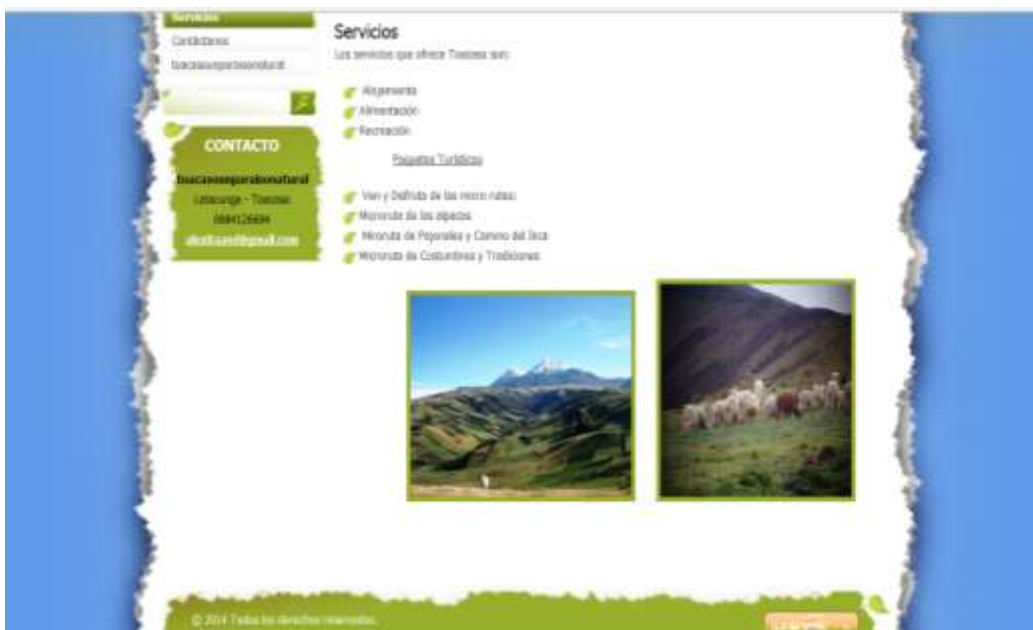 Servicios
Contáctanos
toacasounparaisonatural
CONTACTO
toacasounparaisonatural
Latacunga - Toacaso
Servicios
Los servicios que ofrece Toacaso son:
Alojamiento
Alimentación
Recreación
Paquetes Turísticos
Ven y Disfruta de las micro rutas:
Microruta de las alpacas
Microruta de Pajonales y Camino del Inca
Microruta de Costumbres y Tradiciones
© 2014 Todos los derechos reservados.